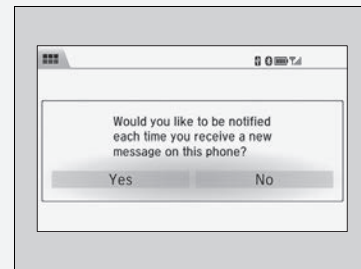 Would you like to be notified
each time you receive a new
message on this phone?
Yes No